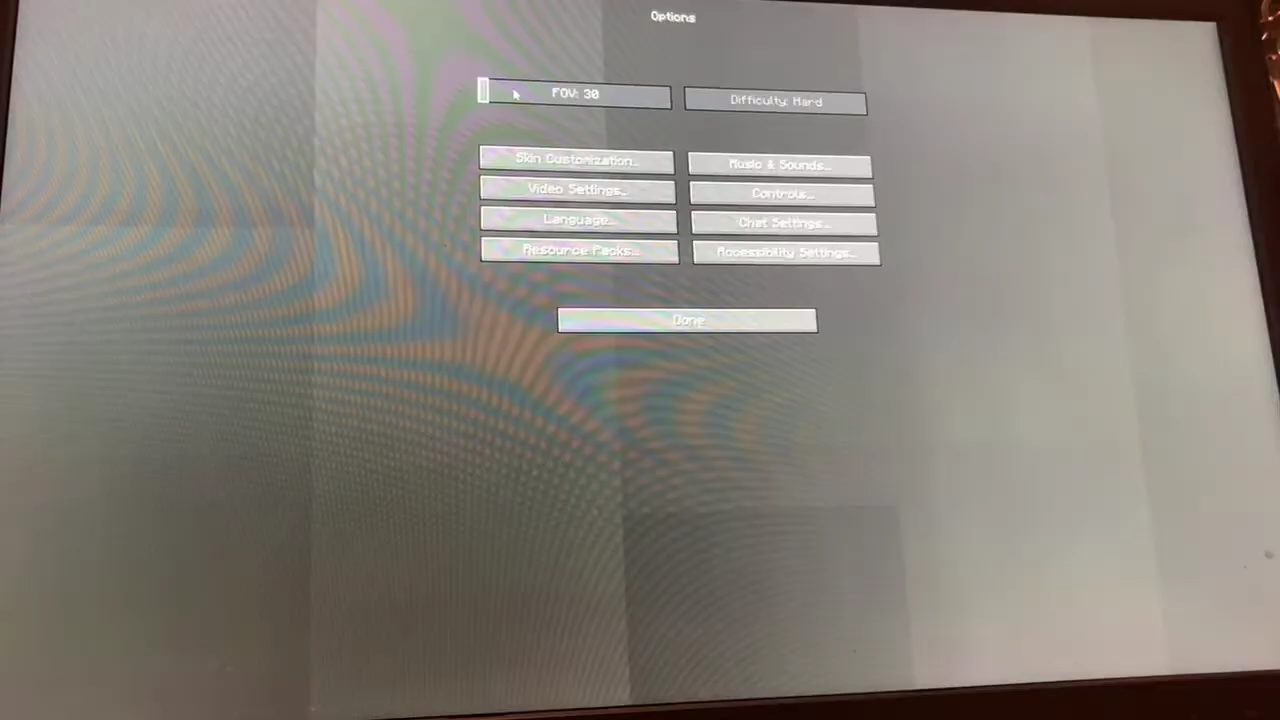 Options
FOV: 30 Difficulty: Hard
Skin Customization... Music & Sounds...
Video Settings... Controls...
Language... Chat Settings...
Resource Packs... Accessibility Settings...
Done